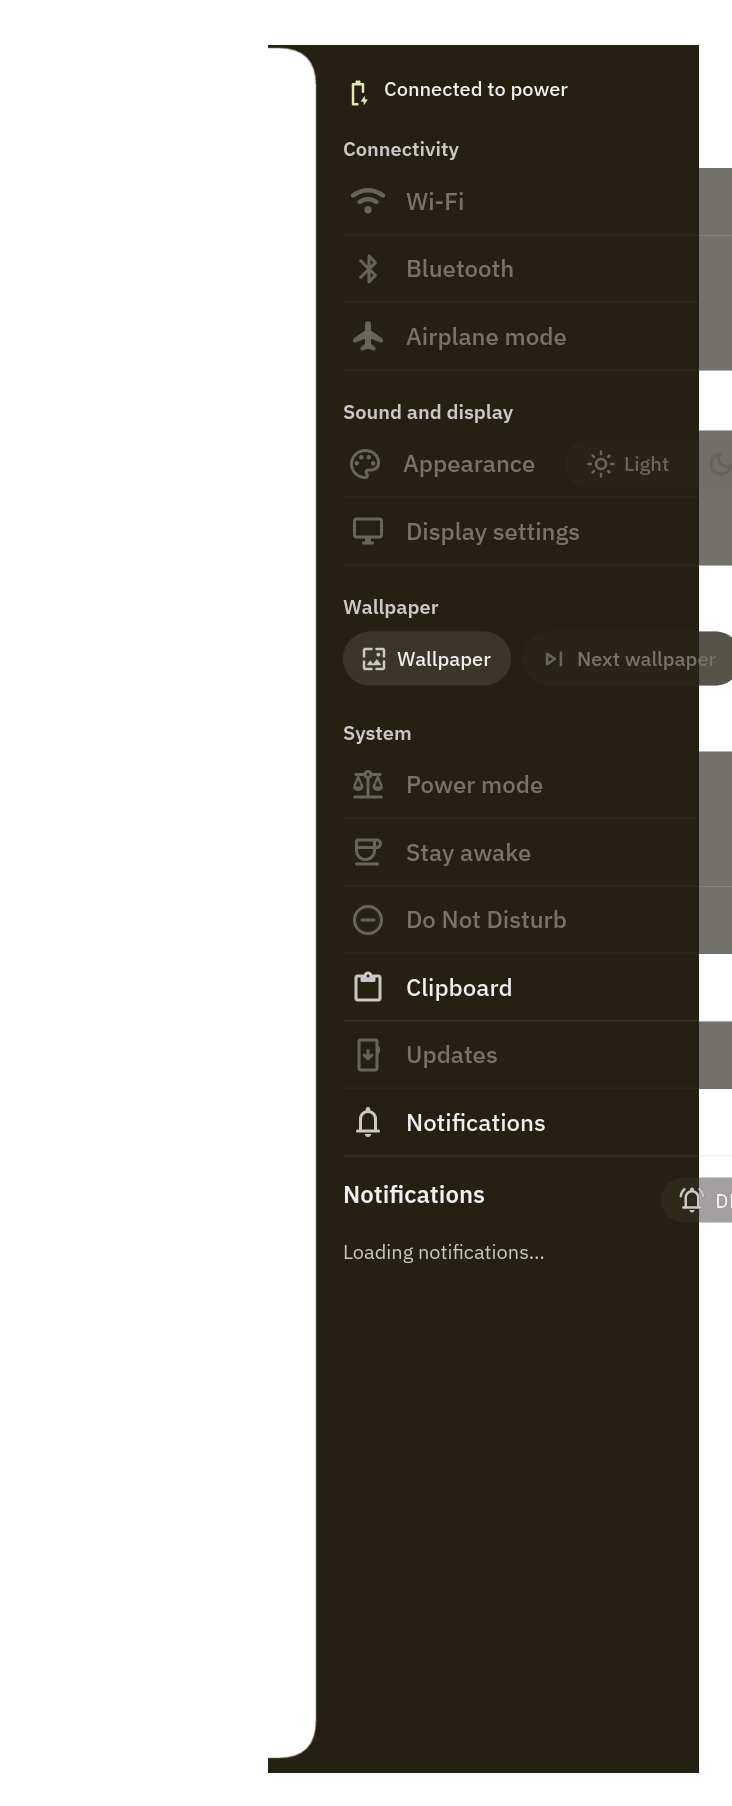 Connected to power
Connectivity
Wi-Fi
Bluetooth
Airplane mode
Sound and display
Appearance Light
Display settings
Wallpaper
Wallpaper Next wallpaper
System
Power mode
Stay awake
Do Not Disturb
Clipboard
Updates
Notifications
Notifications
Loading notifications...